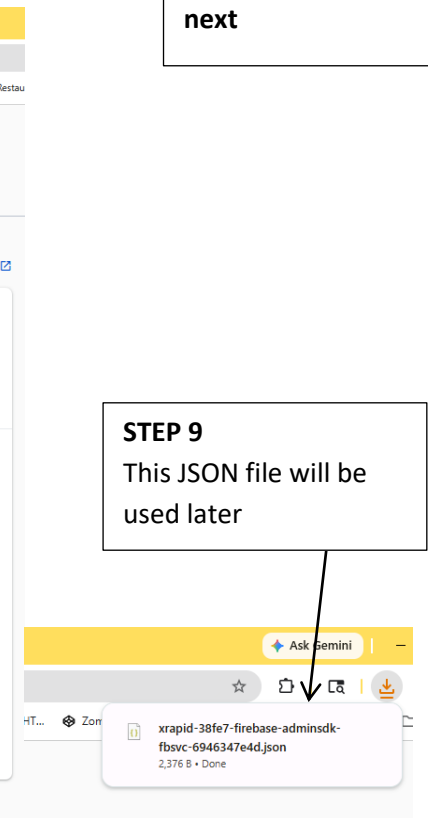 next
Restau
STEP 9
This JSON file will be
used later
Ask Gemini
HT... Zom
xrapid-38fe7-firebase-adminsdk-
fbsvc-6946347e4d.json
2,376 B • Done